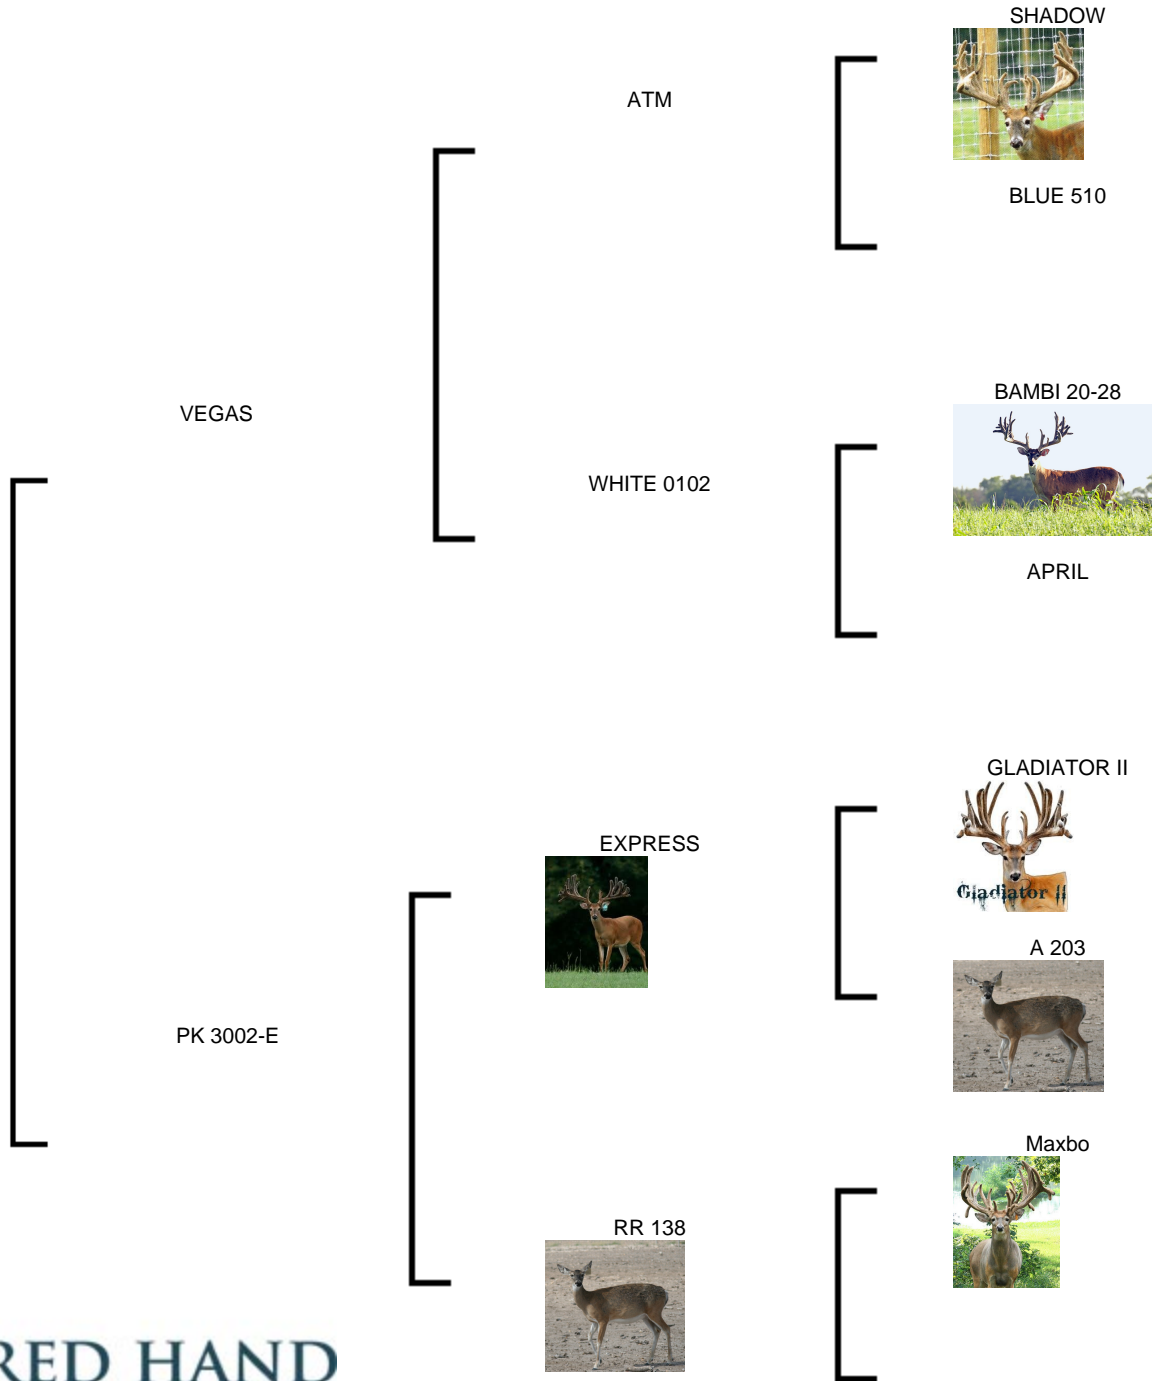 SHADOW
ATM
BLUE 510
BAMBI 20-28
VEGAS
WHITE 0102
APRIL
GLADIATOR II
EXPRESS
Gladiator II
A 203
PK 3002-E
Maxbo
RR 138
RED HAND